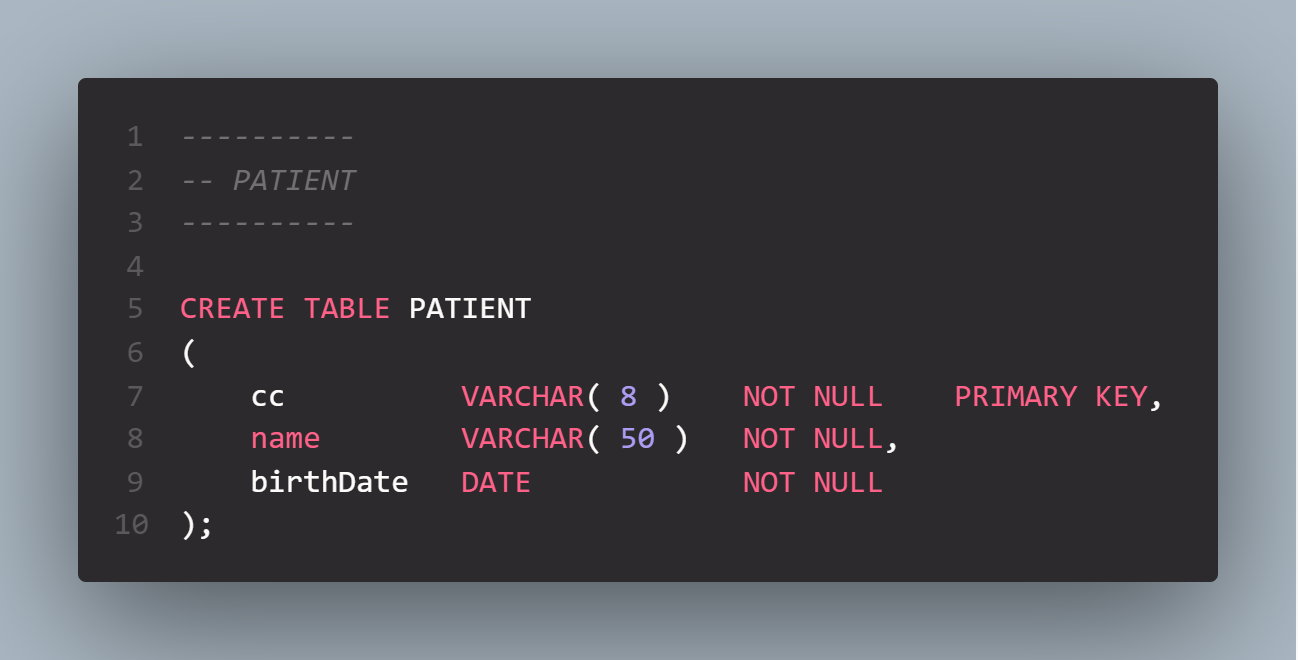 1 ----------
2 -- PATIENT
3 ----------
4
5 CREATE TABLE PATIENT
6 (
7     cc          VARCHAR( 8 )    NOT NULL    PRIMARY KEY,
8     name        VARCHAR( 50 )   NOT NULL,
9     birthDate   DATE            NOT NULL
10 );